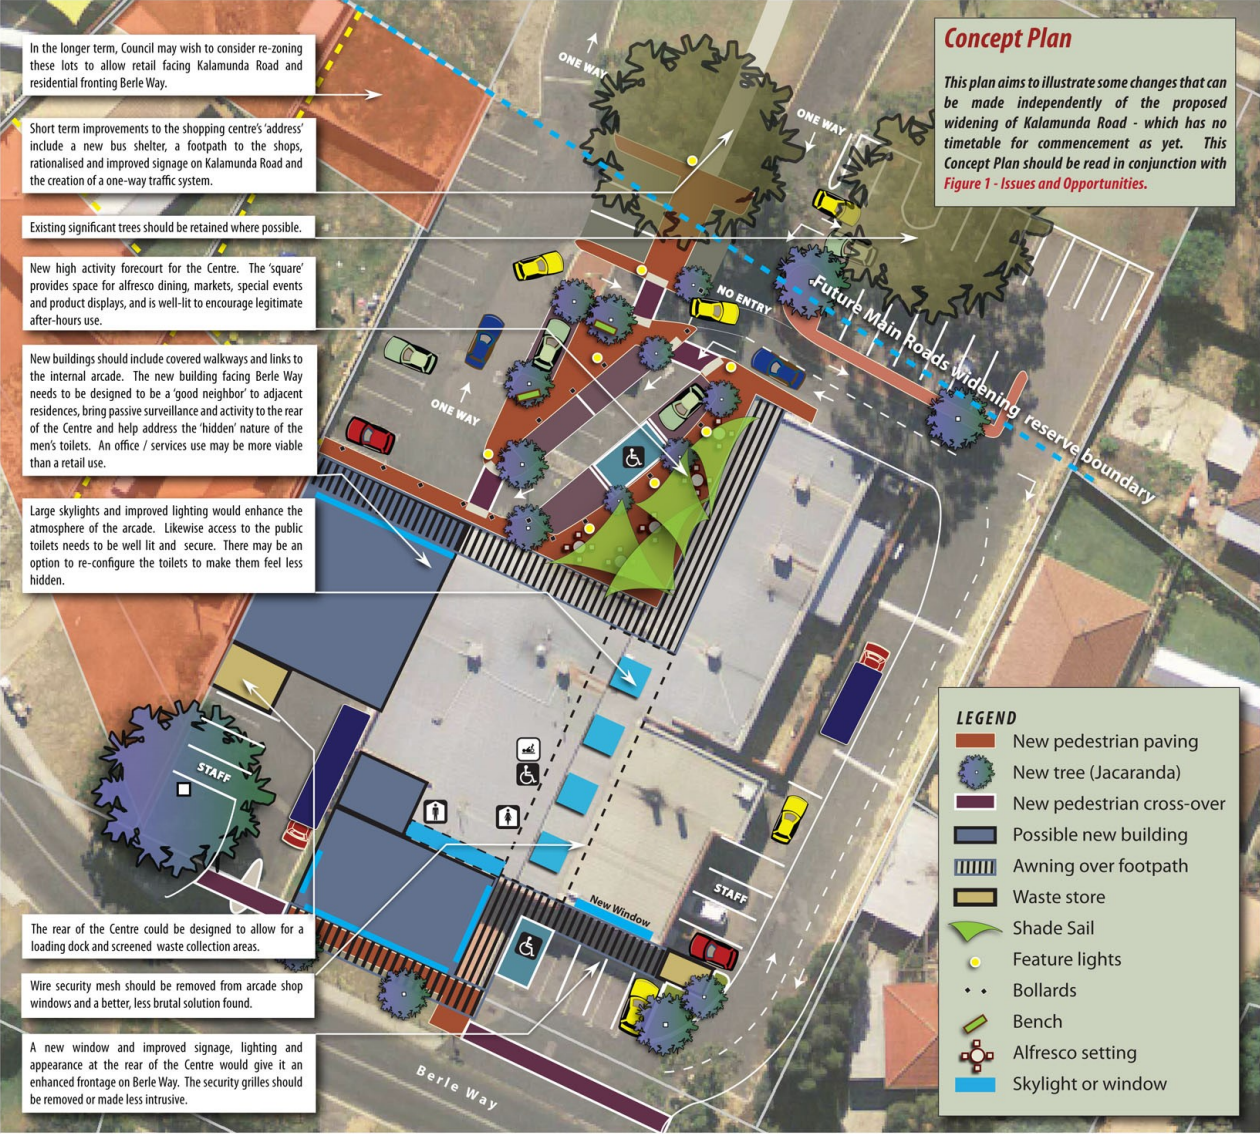 In the longer term, Council may wish to consider re-zoning
these lots to allow retail facing Kalamunda Road and
residential fronting Berle Way.
Short term improvements to the shopping centre's 'address'
include a new bus shelter, a footpath to the shops,
rationalised and improved signage on Kalamunda Road and
the creation of a one-way traffic system.
Existing significant trees should be retained where possible.
New high activity forecourt for the Centre. The 'square'
provides space for alfresco dining, markets, special events
and product displays, and is well-lit to encourage legitimate
after-hours use.
New buildings should include covered walkways and links to
the internal arcade. The new building facing Berle Way
needs to be designed to be a 'good neighbor' to adjacent
residences, bring passive surveillance and activity to the rear
of the Centre and help address the 'hidden' nature of the
men's toilets. An office / services use may be more viable
than a retail use.
Large skylights and improved lighting would enhance the
atmosphere of the arcade. Likewise access to the public
toilets needs to be well lit and secure. There may be an
option to re-configure the toilets to make them feel less
hidden.
The rear of the Centre could be designed to allow for a
loading dock and screened waste collection areas.
Wire security mesh should be removed from arcade shop
windows and a better, less brutal solution found.
A new window and improved signage, lighting and
appearance at the rear of the Centre would give it an
enhanced frontage on Berle Way. The security grilles should
be removed or made less intrusive.
ONE WAY
ONE WAY
NO ENTRY
ONE WAY
Future Main Roads widening reserve boundary
STAFF
New Window
STAFF
Berle Way
Concept Plan
This plan aims to illustrate some changes that can
be made independently of the proposed
widening of Kalamunda Road - which has no
timetable for commencement as yet. This
Concept Plan should be read in conjunction with
Figure 1 - Issues and Opportunities.
LEGEND
New pedestrian paving
New tree (Jacaranda)
New pedestrian cross-over
Possible new building
Awning over footpath
Waste store
Shade Sail
Feature lights
Bollards
Bench
Alfresco setting
Skylight or window